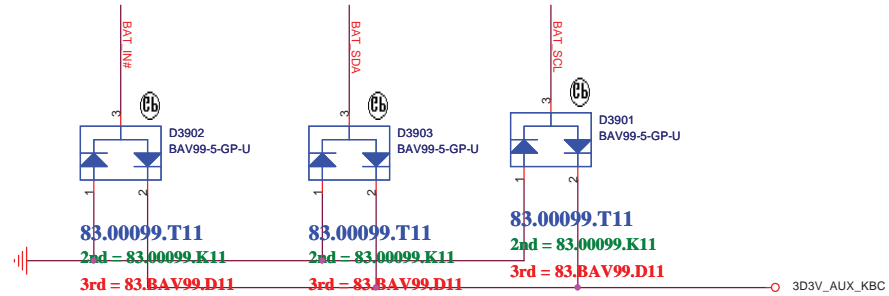 BAT_IN#
BAT_SDA
BAT_SCL
3
D3902
BAV99-5-GP-U
1
2
83.00099.T11
2nd = 83.00099.K11
3rd = 83.BAV99.D11
3
D3903
BAV99-5-GP-U
1
2
83.00099.T11
2nd = 83.00099.K11
3rd = 83.BAV99.D11
3
D3901
BAV99-5-GP-U
1
2
83.00099.T11
2nd = 83.00099.K11
3rd = 83.BAV99.D11
3D3V_AUX_KBC